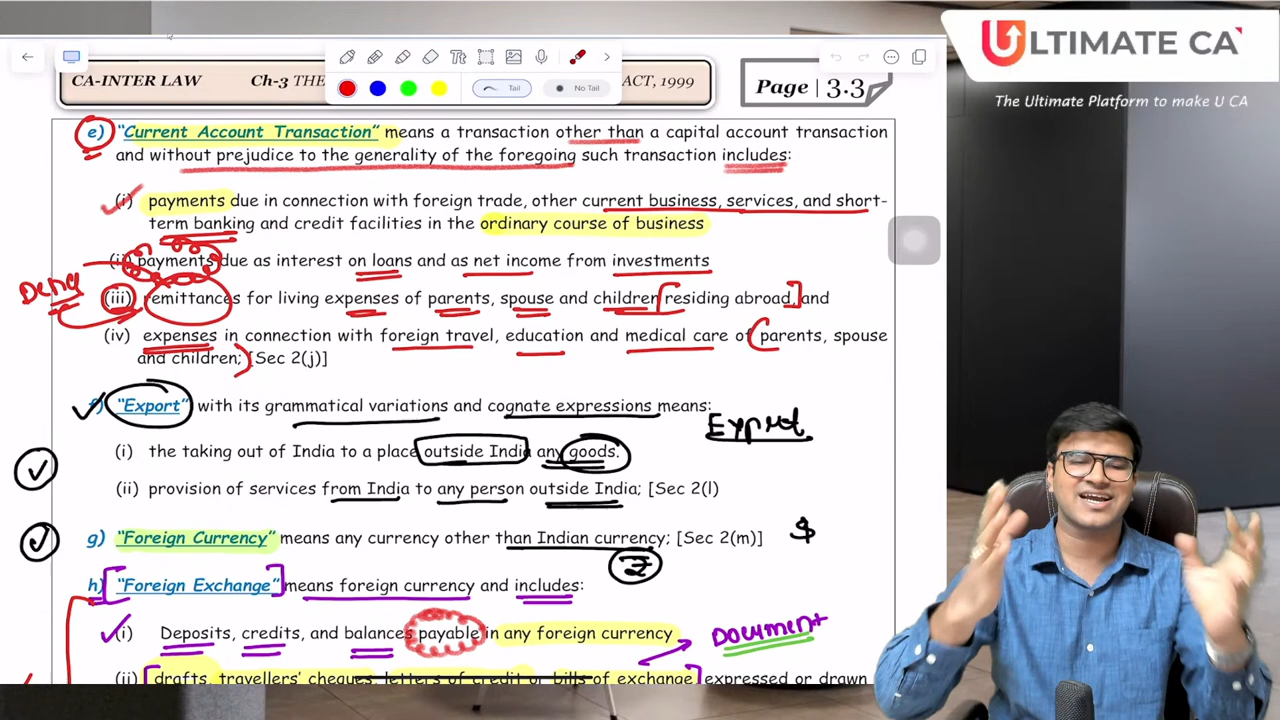 ULTIMATE CA
The Ultimate Platform to make U CA
CA-INTER LAW Ch-3 THE ACT, 1999
Page | 3.3
Tail No Tail
e) “Current Account Transaction” means a transaction other than a capital account transaction
and without prejudice to the generality of the foregoing such transaction includes:
(i) payments due in connection with foreign trade, other current business, services, and short-
term banking and credit facilities in the ordinary course of business
(ii) payments due as interest on loans and as net income from investments
(iii) remittances for living expenses of parents, spouse and children residing abroad, and
(iv) expenses in connection with foreign travel, education and medical care of parents, spouse
and children; [Sec 2(j)]
f) “Export” with its grammatical variations and cognate expressions means:
Export
(i) the taking out of India to a place outside India any goods.
(ii) provision of services from India to any person outside India; [Sec 2(l)
g) “Foreign Currency” means any currency other than Indian currency; [Sec 2(m)] $
₹
h) “Foreign Exchange” means foreign currency and includes:
(i) Deposits, credits, and balances payable in any foreign currency Document
(ii) drafts, travellers' cheques, letters of credit or bills of exchange expressed or drawn